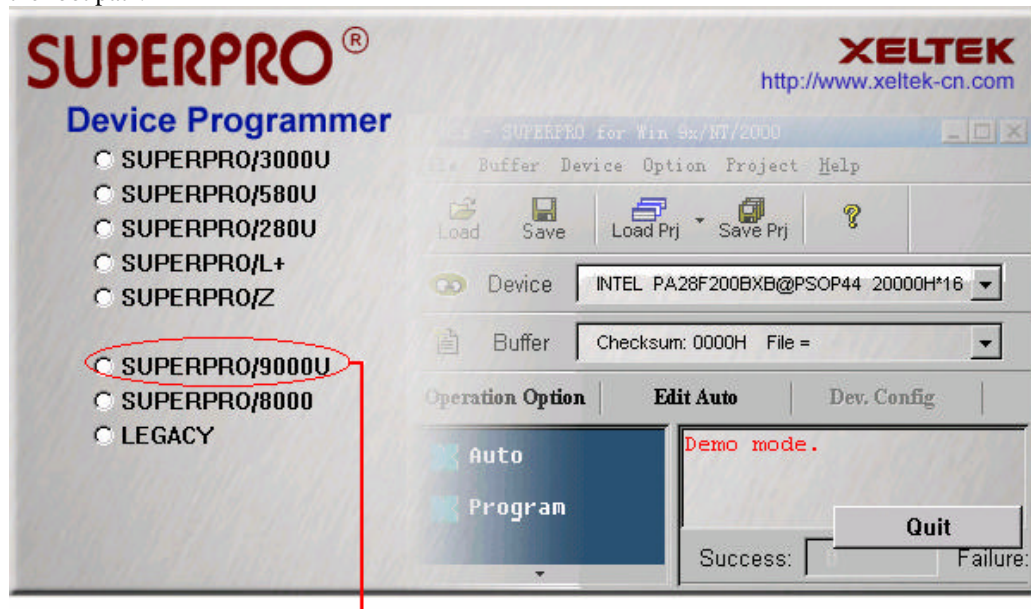 SUPERPRO®
XELTEK
http://www.xeltek-cn.com
Device Programmer
SUPERPRO/3000U
SUPERPRO/580U
SUPERPRO/280U
SUPERPRO/L+
SUPERPRO/Z
SUPERPRO/9000U
SUPERPRO/8000
LEGACY
- SUPERPRO for Win 9x/NT/2000
Buffer Device Option Project Help
Load Save Load Prj Save Prj
Device INTEL PA28F200BXB@PSOP44 20000H*16
Buffer Checksum: 0000H File =
Operation Option Edit Auto Dev. Config
Auto
Program
Demo mode.
Quit
Success: Failure: